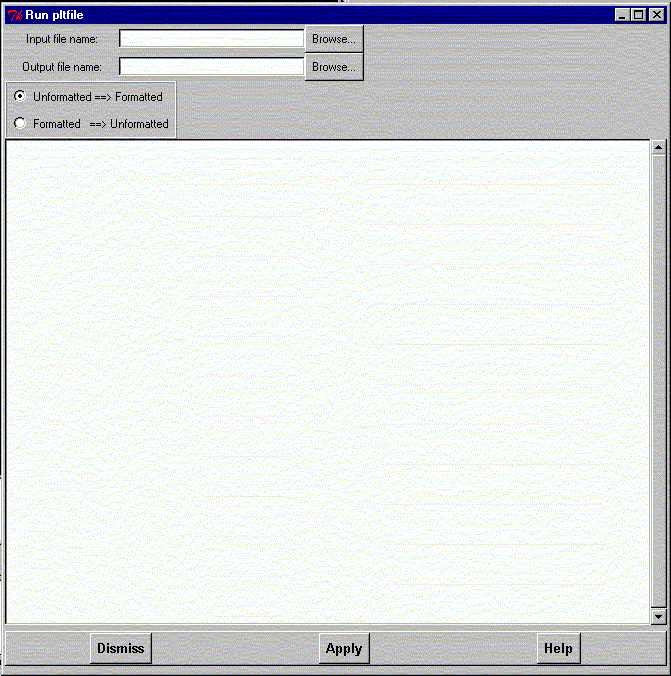 Run pltfile
Input file name: Browse...
Output file name: Browse...
Unformatted ==> Formatted
Formatted ==> Unformatted
Dismiss Apply Help